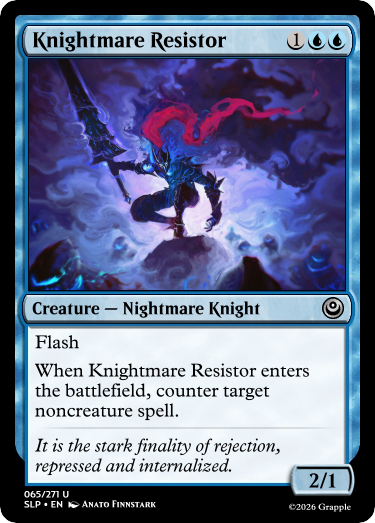 Knightmare Resistor 1
Creature — Nightmare Knight
Flash
When Knightmare Resistor enters
the battlefield, counter target
noncreature spell.
It is the stark finality of rejection,
repressed and internalized.
2/1
065/271 U
SLP • EN Anato Finnstark
©2026 Grapple